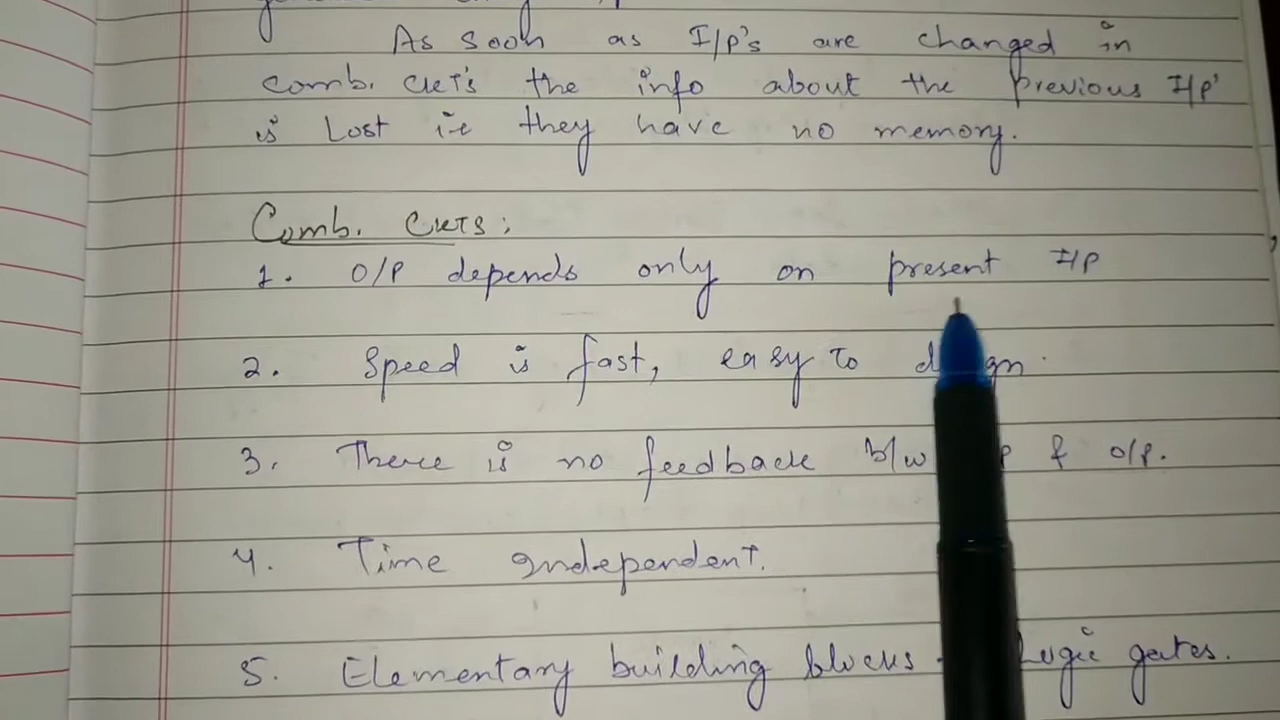 As soon as I/P's are changed in
comb. CKT's the info about the previous I/P'
is Lost i.e they have no memory.
Comb. CKTS:
1. O/P depends only on present I/P
2. Speed is fast, easy to
3. There is no feedback b/w & O/P.
4. Time Independent.
5. Elementary building blocks - Logic gates.